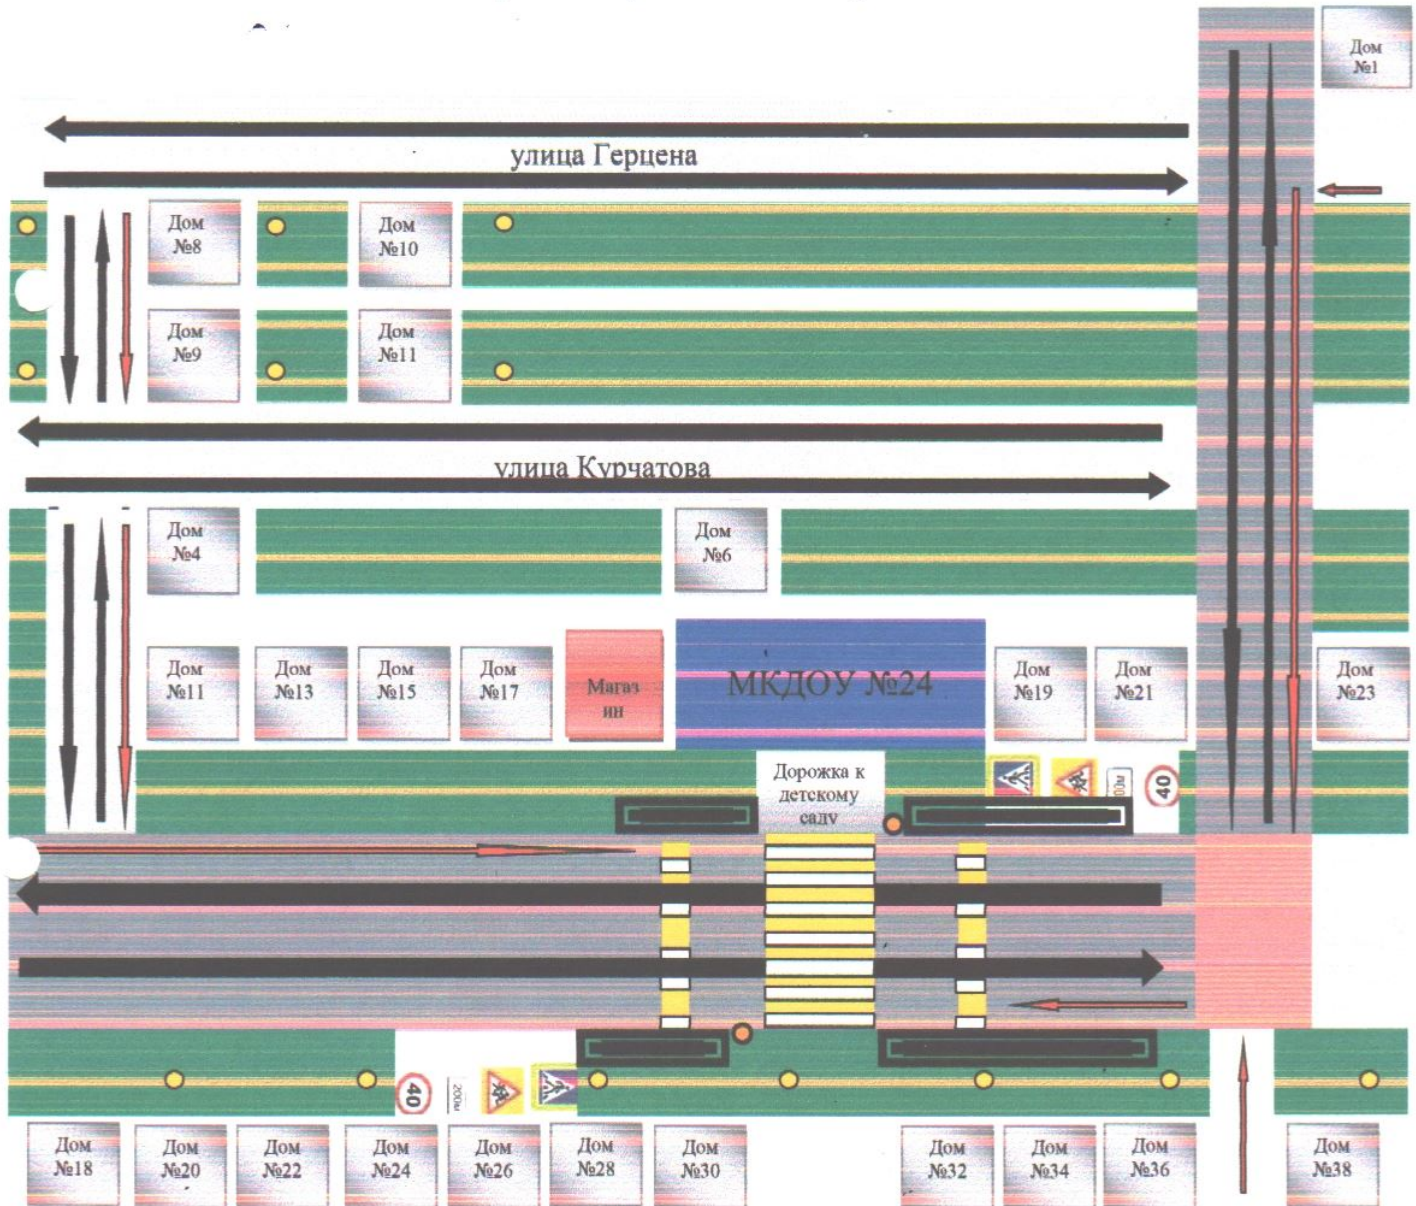 Дом
№1
улица Герцена
Дом
№8
Дом
№10
Дом
№9
Дом
№11
улица Курчатова
Дом
№4
Дом
№6
Дом
№11
Дом
№13
Дом
№15
Дом
№17
Магаз
ин
МКДОУ №24
Дом
№19
Дом
№21
Дом
№23
Дорожка к
детскому
саду
40
40
200м
Дом
№18
Дом
№20
Дом
№22
Дом
№24
Дом
№26
Дом
№28
Дом
№30
Дом
№32
Дом
№34
Дом
№36
Дом
№38